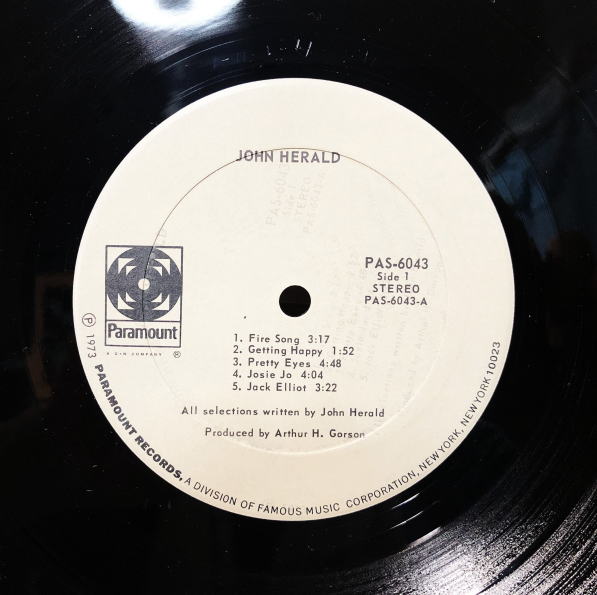 JOHN HERALD
PAS-6043
Side 1
STEREO
PAS-6043-A
Paramount
A G+W COMPANY ®
1. Fire Song 3:17
2. Getting Happy 1:52
3. Pretty Eyes 4:48
4. Josie Jo 4:04
5. Jack Elliot 3:22
All selections written by John Herald
Produced by Arthur H. Gorson
Ⓟ 1973 PARAMOUNT RECORDS, A DIVISION OF FAMOUS MUSIC CORPORATION, NEW YORK, NEW YORK 10023